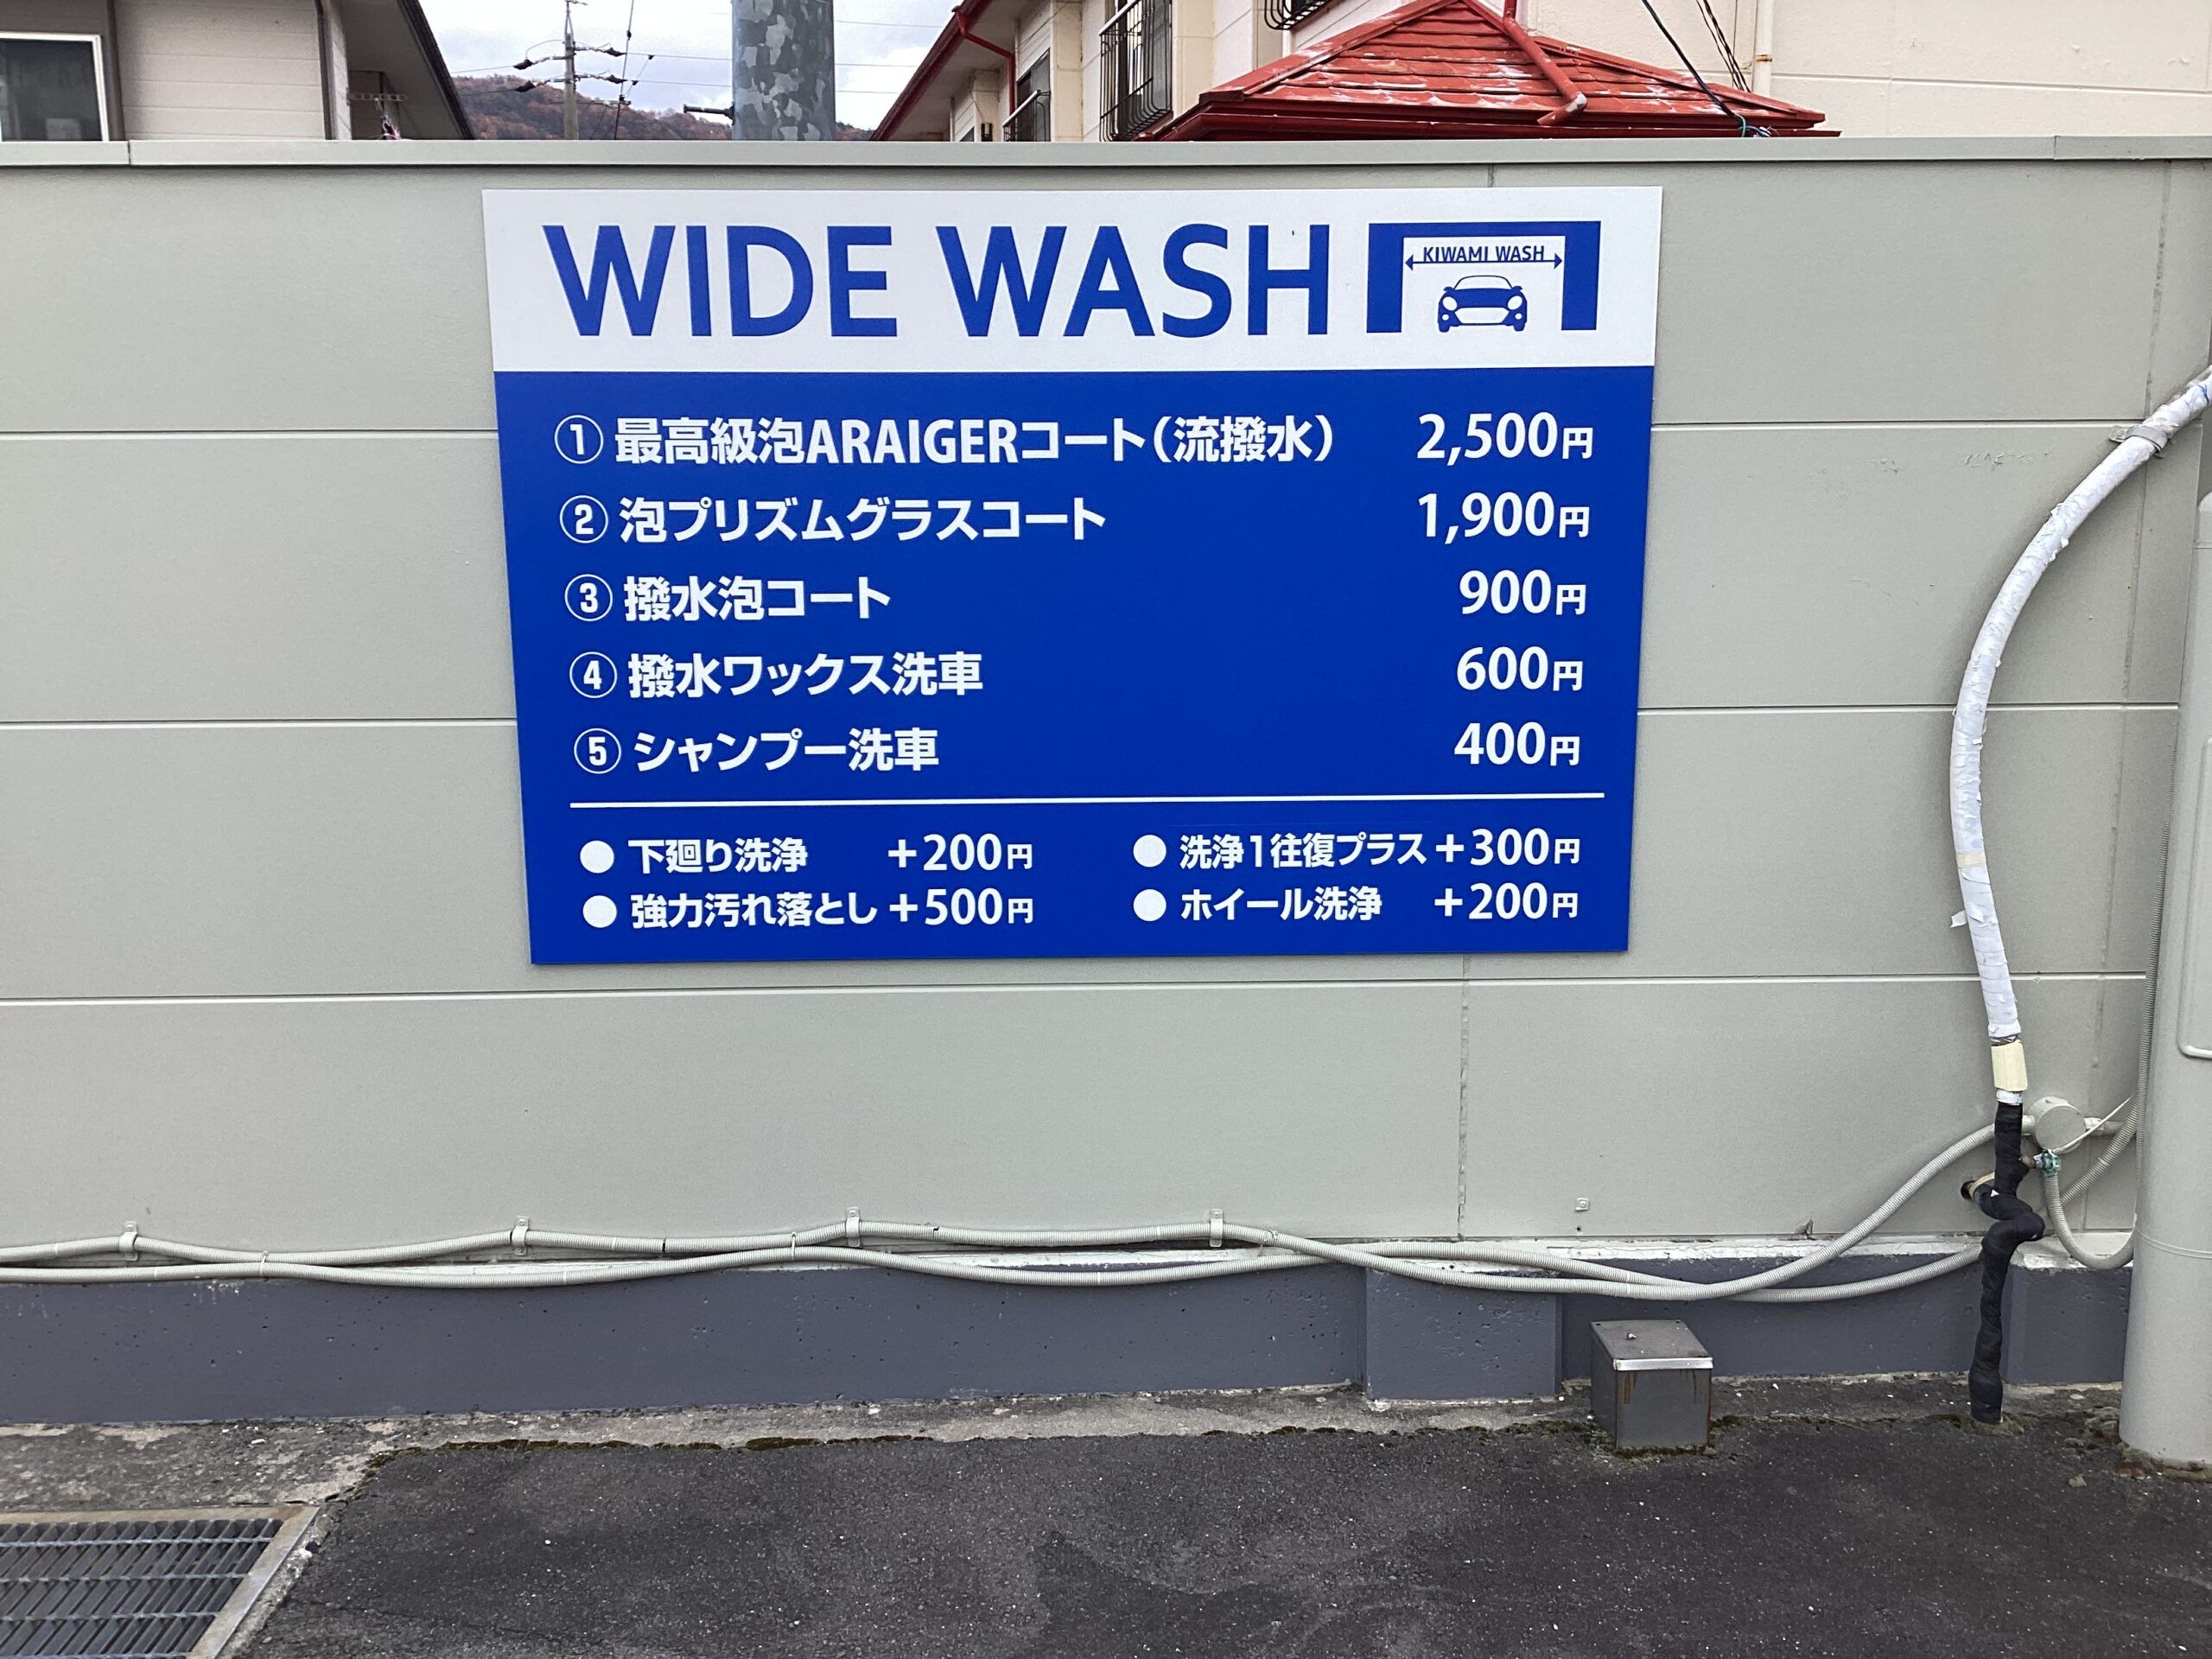 WIDE WASH
KIWAMI WASH
① 最高級泡ARAIGERコート(流撥水) 2,500円
② 泡プリズムグラスコート 1,900円
③ 撥水泡コート 900円
④ 撥水ワックス洗車 600円
⑤ シャンプー洗車 400円
● 下廻り洗浄 +200円 ● 洗浄1往復プラス +300円
● 強力汚れ落とし +500円 ● ホイール洗浄 +200円